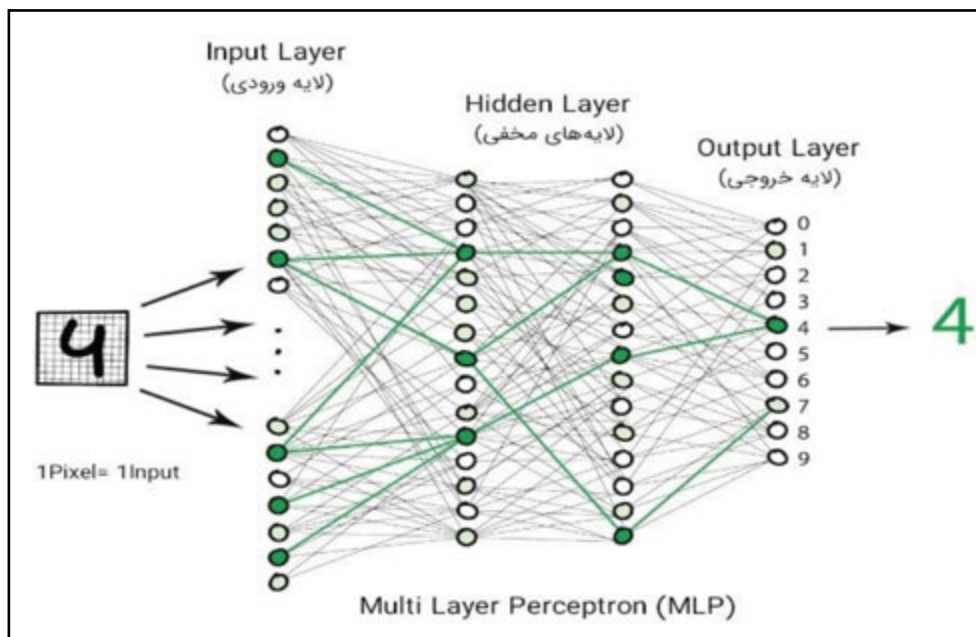 Input Layer
(لایه ورودی)
Hidden Layer
(لایه‌های مخفی)
Output Layer
(لایه خروجی)
0
1
2
3
4
5
6
7
8
9
4
4
1Pixel= 1Input
Multi Layer Perceptron (MLP)